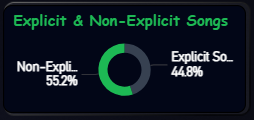 Explicit & Non-Explicit Songs
Non-Expli...
55.2%
Explicit So...
44.8%